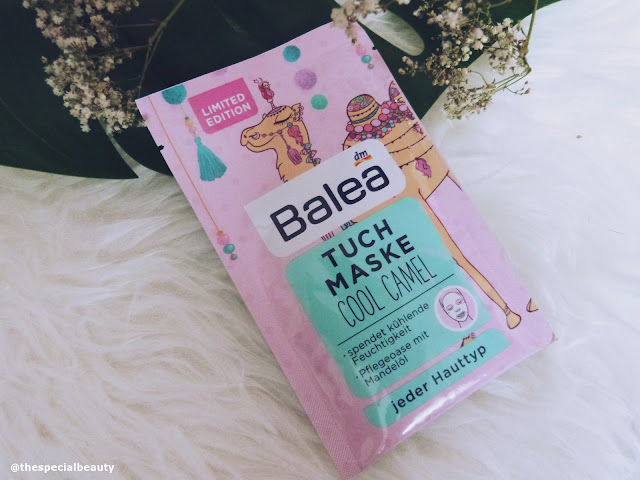 LIMITED
EDITION
dm
Balea
TUCH
MASKE
COOL CAMEL
• spendet kühlende
Feuchtigkeit
• Pflegeoase mit
Mandelöl
jeder Hauttyp
@thespecialbeauty